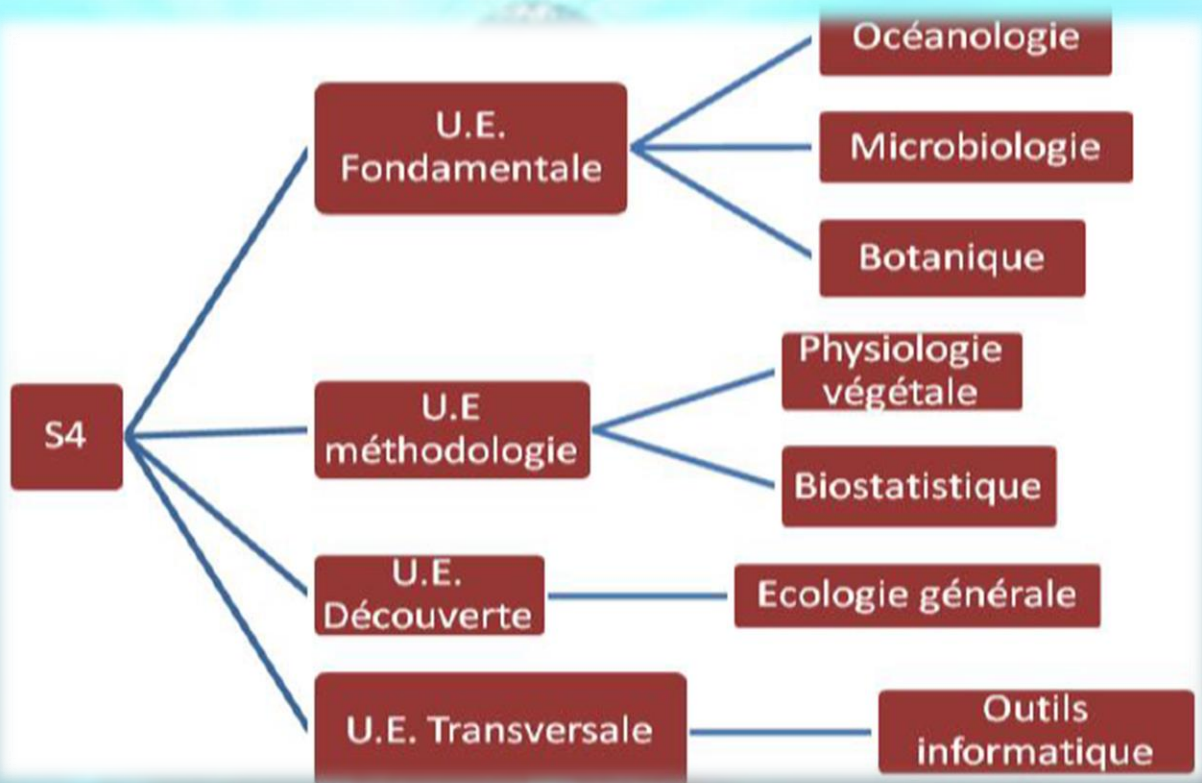 S4
U.E.
Fondamentale
Océanologie
Microbiologie
Botanique
U.E
méthodologie
Physiologie
végétale
Biostatistique
U.E.
Découverte
Ecologie générale
U.E. Transversale
Outils
informatique